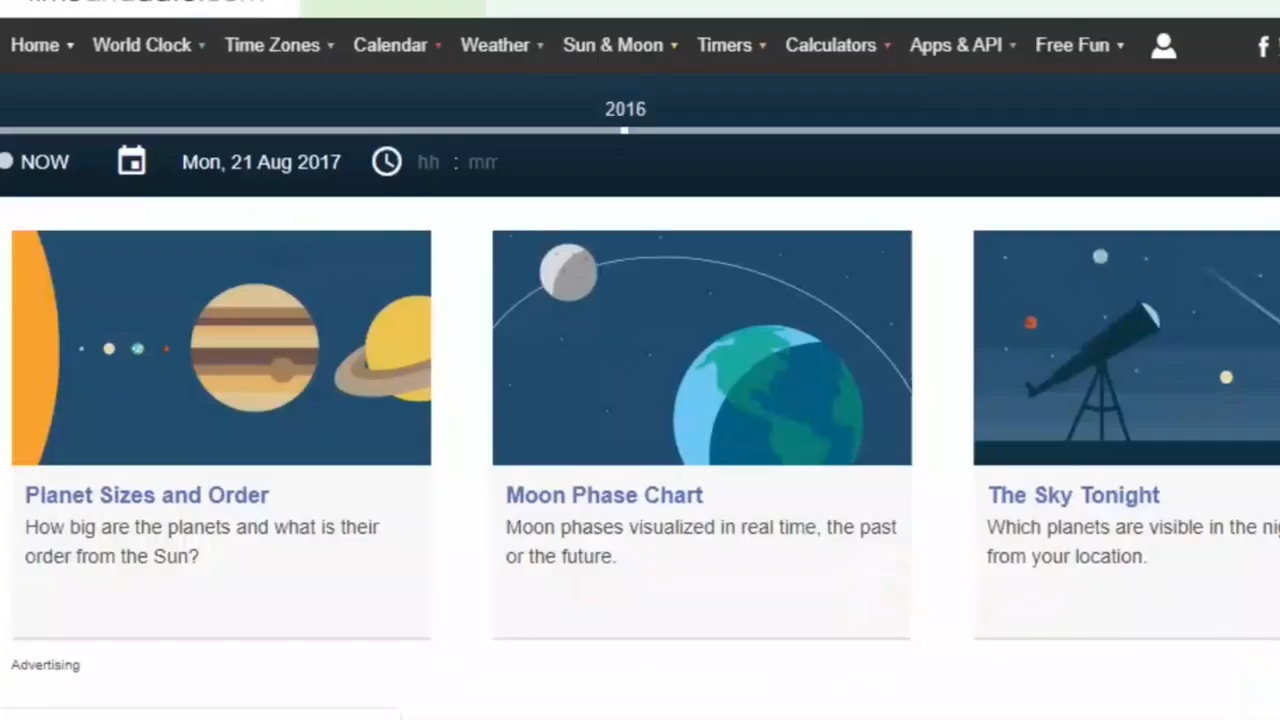 Home World Clock Time Zones Calendar Weather Sun & Moon Timers Calculators Apps & API Free Fun
2016
NOW Mon, 21 Aug 2017 hh : mm
Planet Sizes and Order
How big are the planets and what is their
order from the Sun?
Moon Phase Chart
Moon phases visualized in real time, the past
or the future.
The Sky Tonight
Which planets are visible in the
from your location.
Advertising